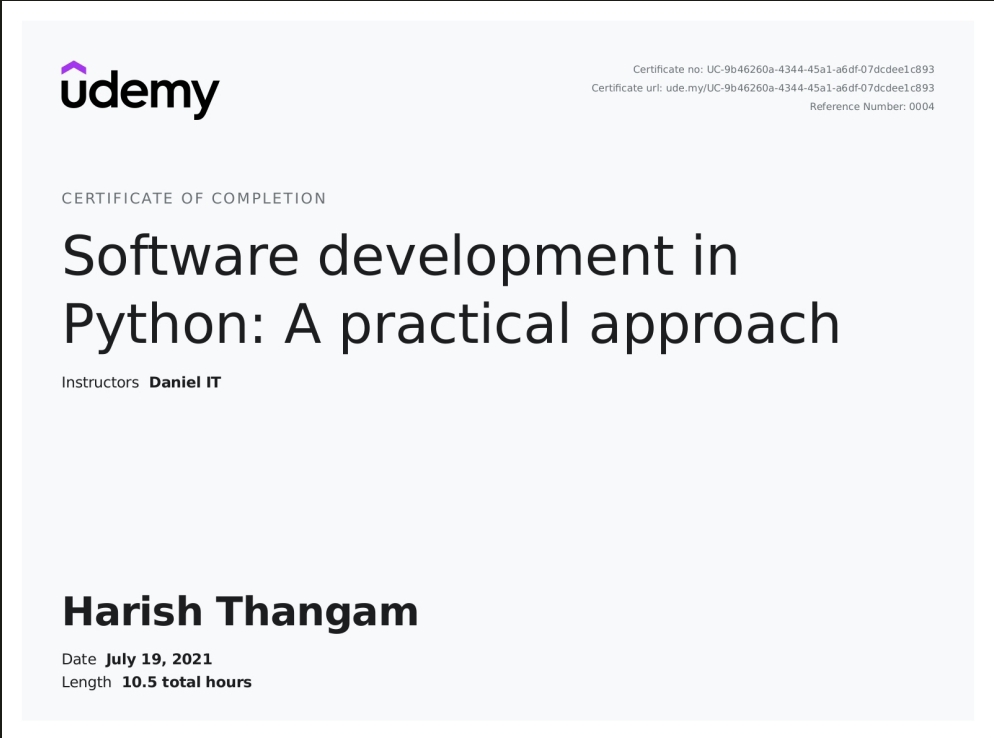 udemy
Certificate no: UC-9b46260a-4344-45a1-a6df-07dcdee1c893
Certificate url: ude.my/UC-9b46260a-4344-45a1-a6df-07dcdee1c893
Reference Number: 0004
CERTIFICATE OF COMPLETION
Software development in
Python: A practical approach
Instructors Daniel IT
Harish Thangam
Date July 19, 2021
Length 10.5 total hours